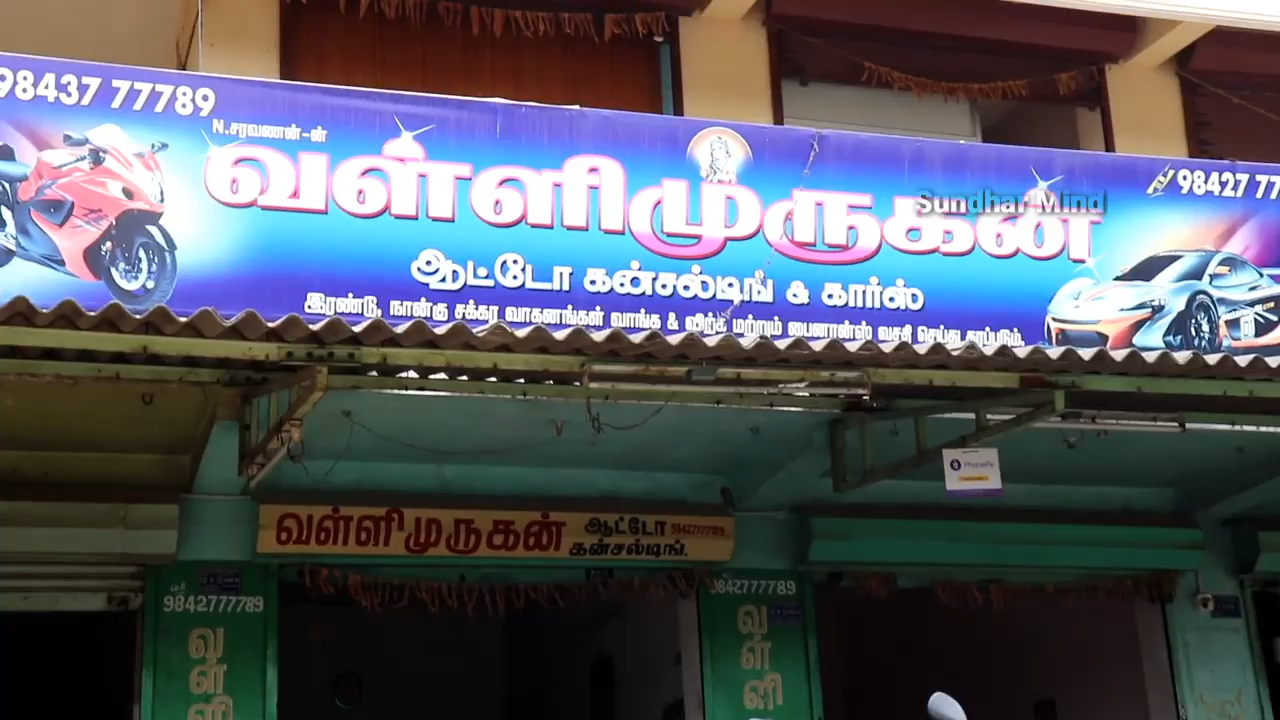 98437 77789
N.சரவணன்-ன்
வள்ளிமுருகன்
98427 77
Sundhar Mind
ஆட்டோ கன்சல்டிங் & கார்ஸ்
இரண்டு, நான்கு சக்கர வாகனங்கள் வாங்க & விற்க மற்றும் பைனான்ஸ் வசதி செய்து தரப்படும்.
PhonePe
வள்ளிமுருகன் ஆட்டோ 9842777789
கன்சல்டிங்.
9842777789
வ
ள்
ளி
9842777789
வ
ள்
ளி